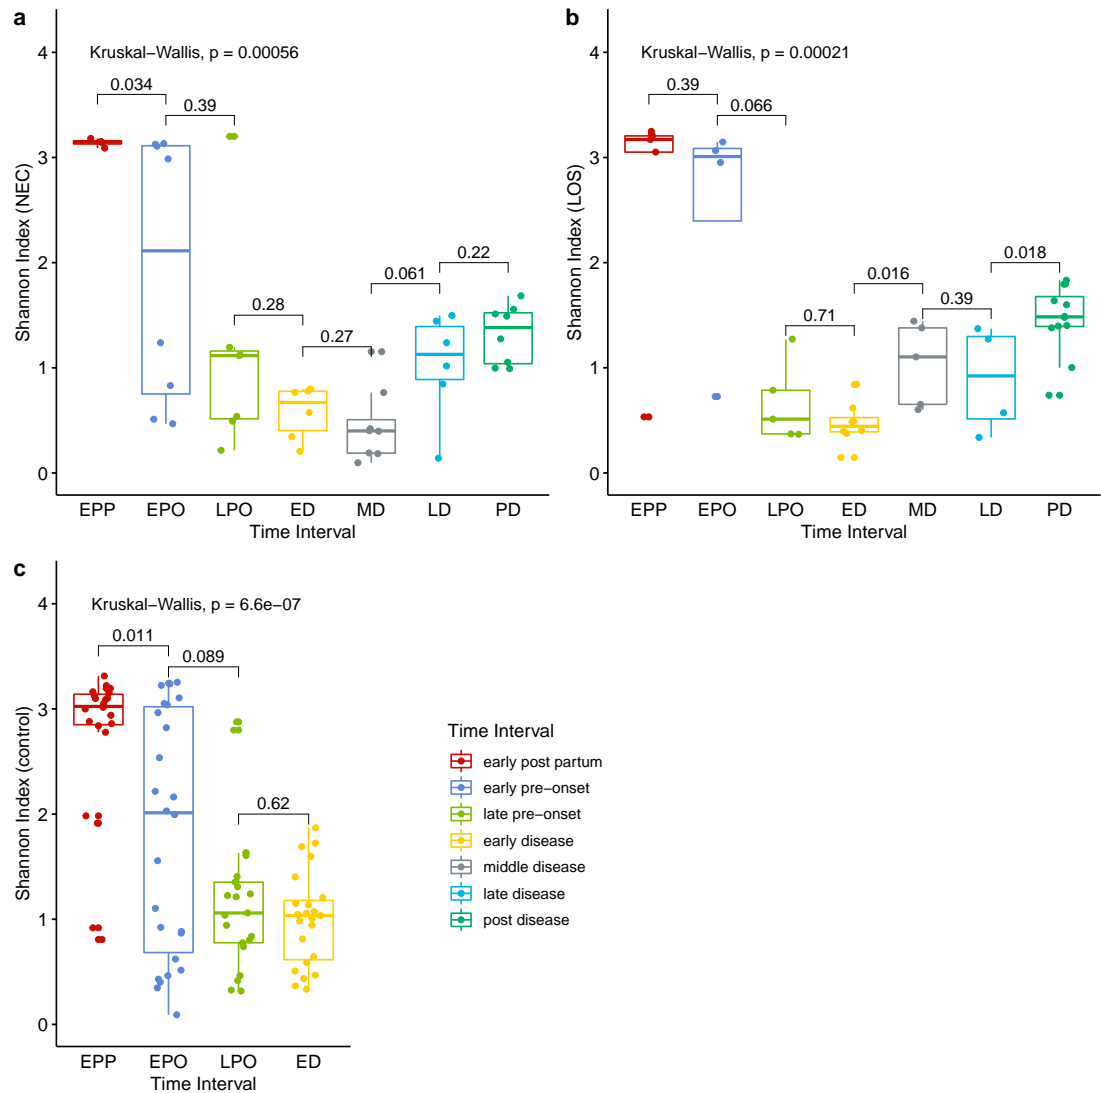 a
Kruskal−Wallis, p = 0.00056
0.034
0.39
0.28
0.27
0.061
0.22
4
3
2
1
0
Shannon Index (NEC)
EPP EPO LPO ED MD LD PD
Time Interval
b
Kruskal−Wallis, p = 0.00021
0.39
0.066
0.71
0.016
0.39
0.018
4
3
2
1
0
Shannon Index (LOS)
EPP EPO LPO ED MD LD PD
Time Interval
c
Kruskal−Wallis, p = 6.6e−07
0.011
0.089
0.62
4
3
2
1
0
Shannon Index (control)
EPP EPO LPO ED
Time Interval
Time Interval
early post partum
early pre−onset
late pre−onset
early disease
middle disease
late disease
post disease